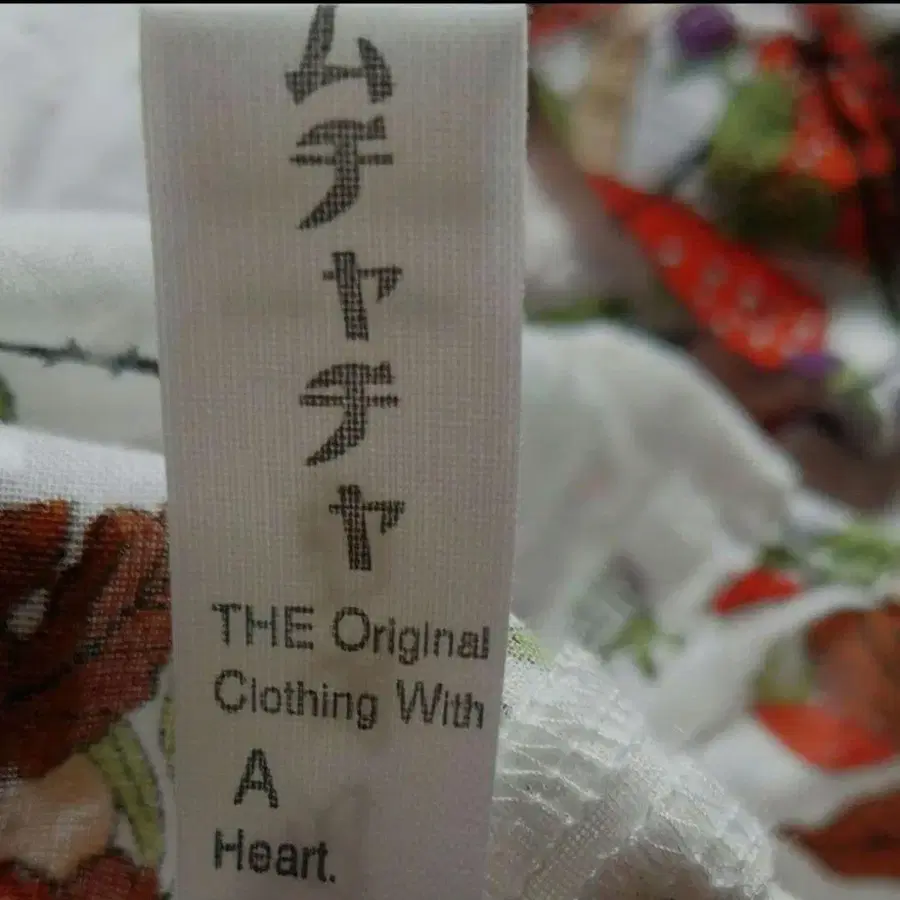 ムチャチャ
THE Original
Clothing With
A
Heart.